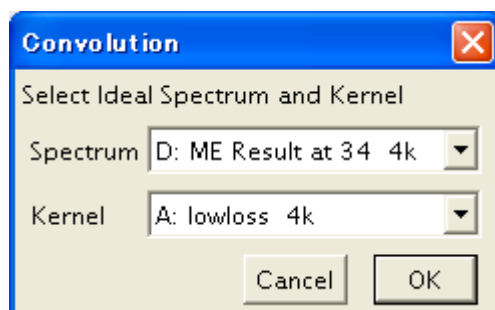 Convolution
Select Ideal Spectrum and Kernel
Spectrum D: ME Result at 34 4k
Kernel A: lowloss 4k
Cancel OK